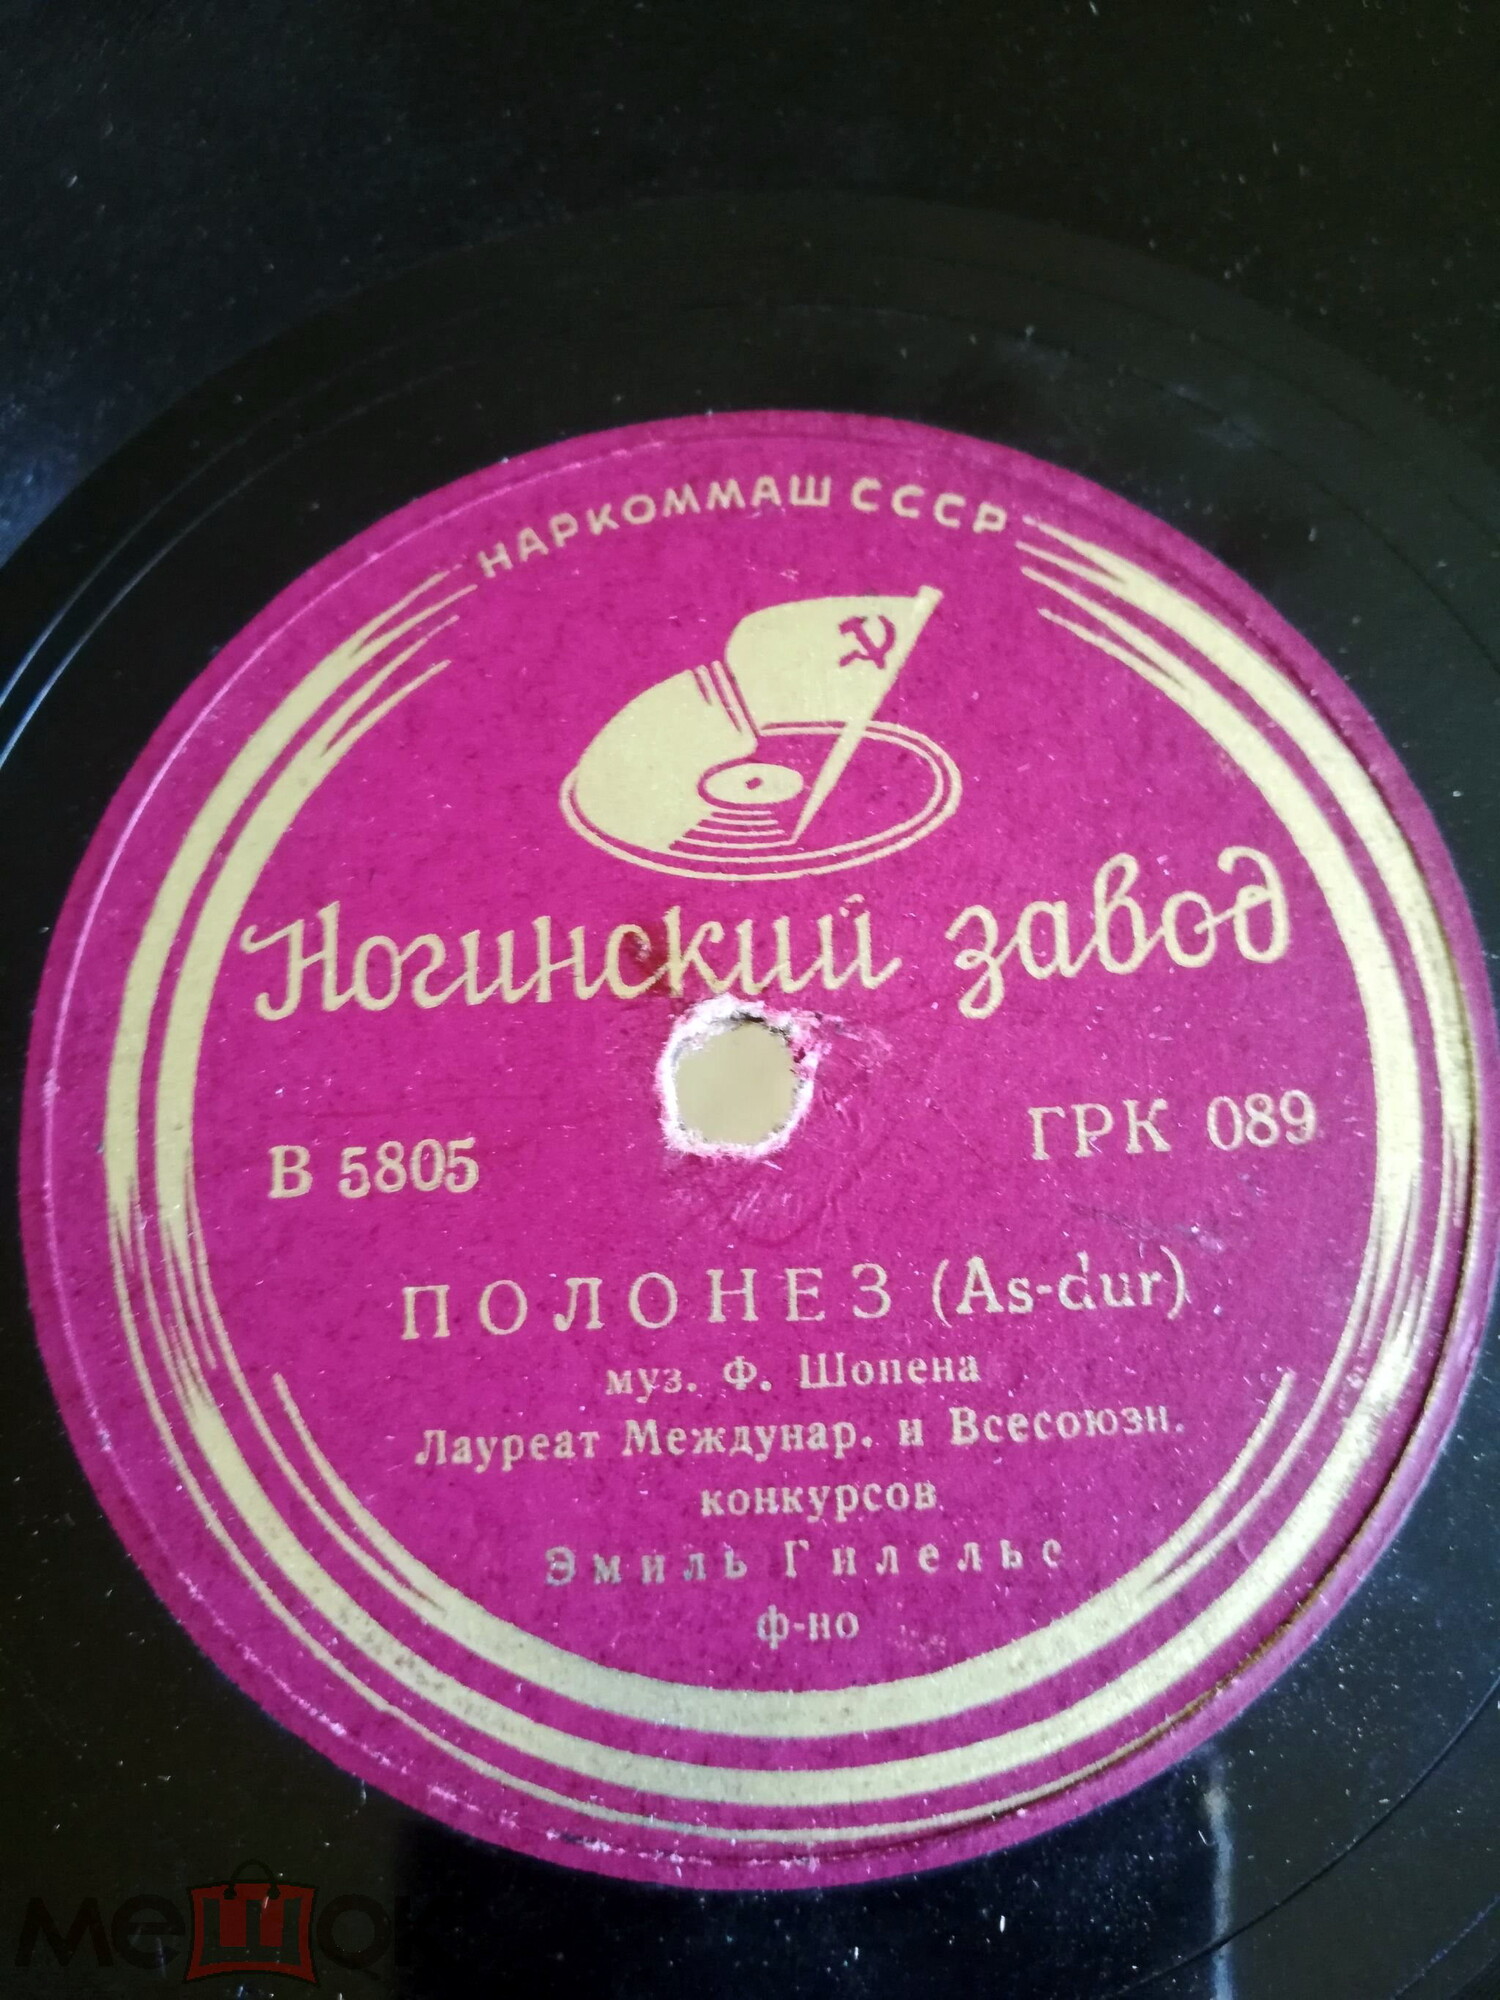 НАРКОММАШ СССР
Ногинский завод
В 5805
ГРК 089
ПОЛОНЕЗ (As-dur)
муз. Ф. Шопена
Лауреат Междунар. и Всесоюзн.
конкурсов
Эмиль Гилельс
ф-но
мешок